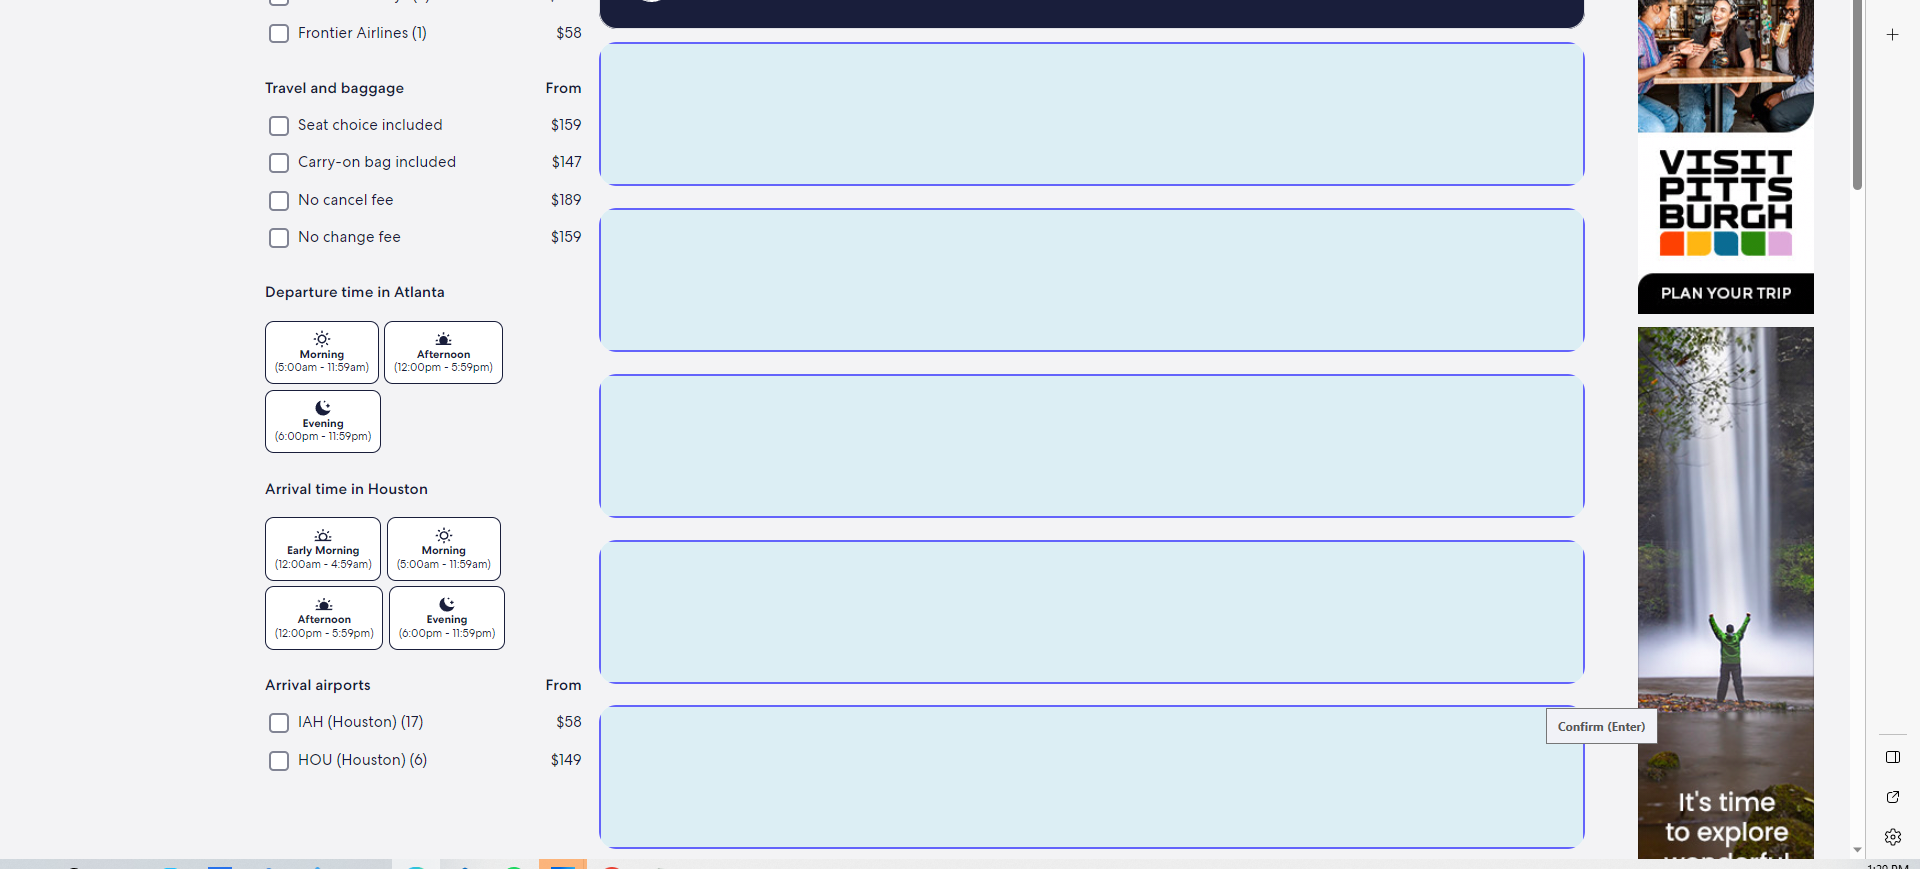 Frontier Airlines (1) $58
Travel and baggage From
Seat choice included $159
Carry-on bag included $147
No cancel fee $189
No change fee $159
Departure time in Atlanta
Morning
(5:00am - 11:59am)
Afternoon
(12:00pm - 5:59pm)
Evening
(6:00pm - 11:59pm)
Arrival time in Houston
Early Morning
(12:00am - 4:59am)
Morning
(5:00am - 11:59am)
Afternoon
(12:00pm - 5:59pm)
Evening
(6:00pm - 11:59pm)
Arrival airports From
IAH (Houston) (17) $58
HOU (Houston) (6) $149
VISIT
PITTS
BURGH
PLAN YOUR TRIP
Confirm (Enter)
It's time
to explore
wonderful